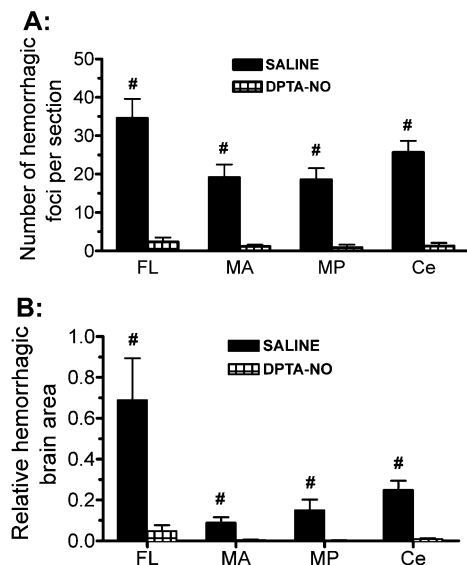 A:
Number of hemorrhagic
foci per section
50
40
30
20
10
0
SALINE
DPTA-NO
#
#
#
#
FL
MA
MP
Ce
B:
Relative hemorrhagic
brain area
1.0
0.8
0.6
0.4
0.2
0.0
SALINE
DPTA-NO
#
#
#
#
FL
MA
MP
Ce